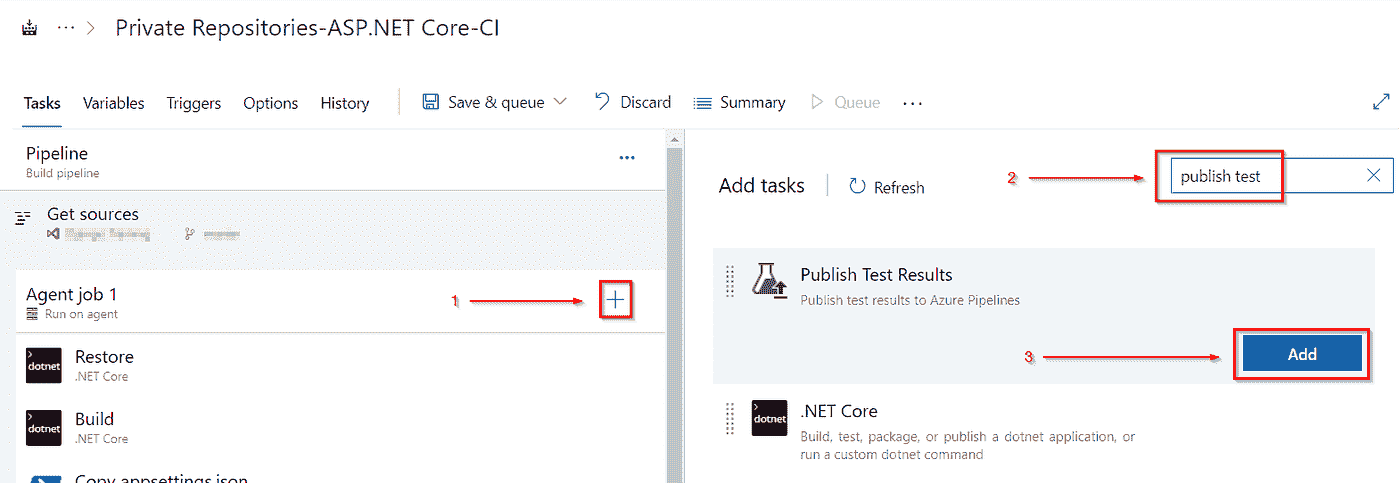 ··· > Private Repositories-ASP.NET Core-CI
Tasks Variables Triggers Options History Save & queue Discard Summary Queue ···
Pipeline
Build pipeline
Get sources
Agent job 1
Run on agent
1
Restore
.NET Core
dotnet
Build
.NET Core
dotnet
Copy appsettings.json
Add tasks Refresh
2
publish test
Publish Test Results
Publish test results to Azure Pipelines
3
Add
.NET Core
dotnet
Build, test, package, or publish a dotnet application, or
run a custom dotnet command